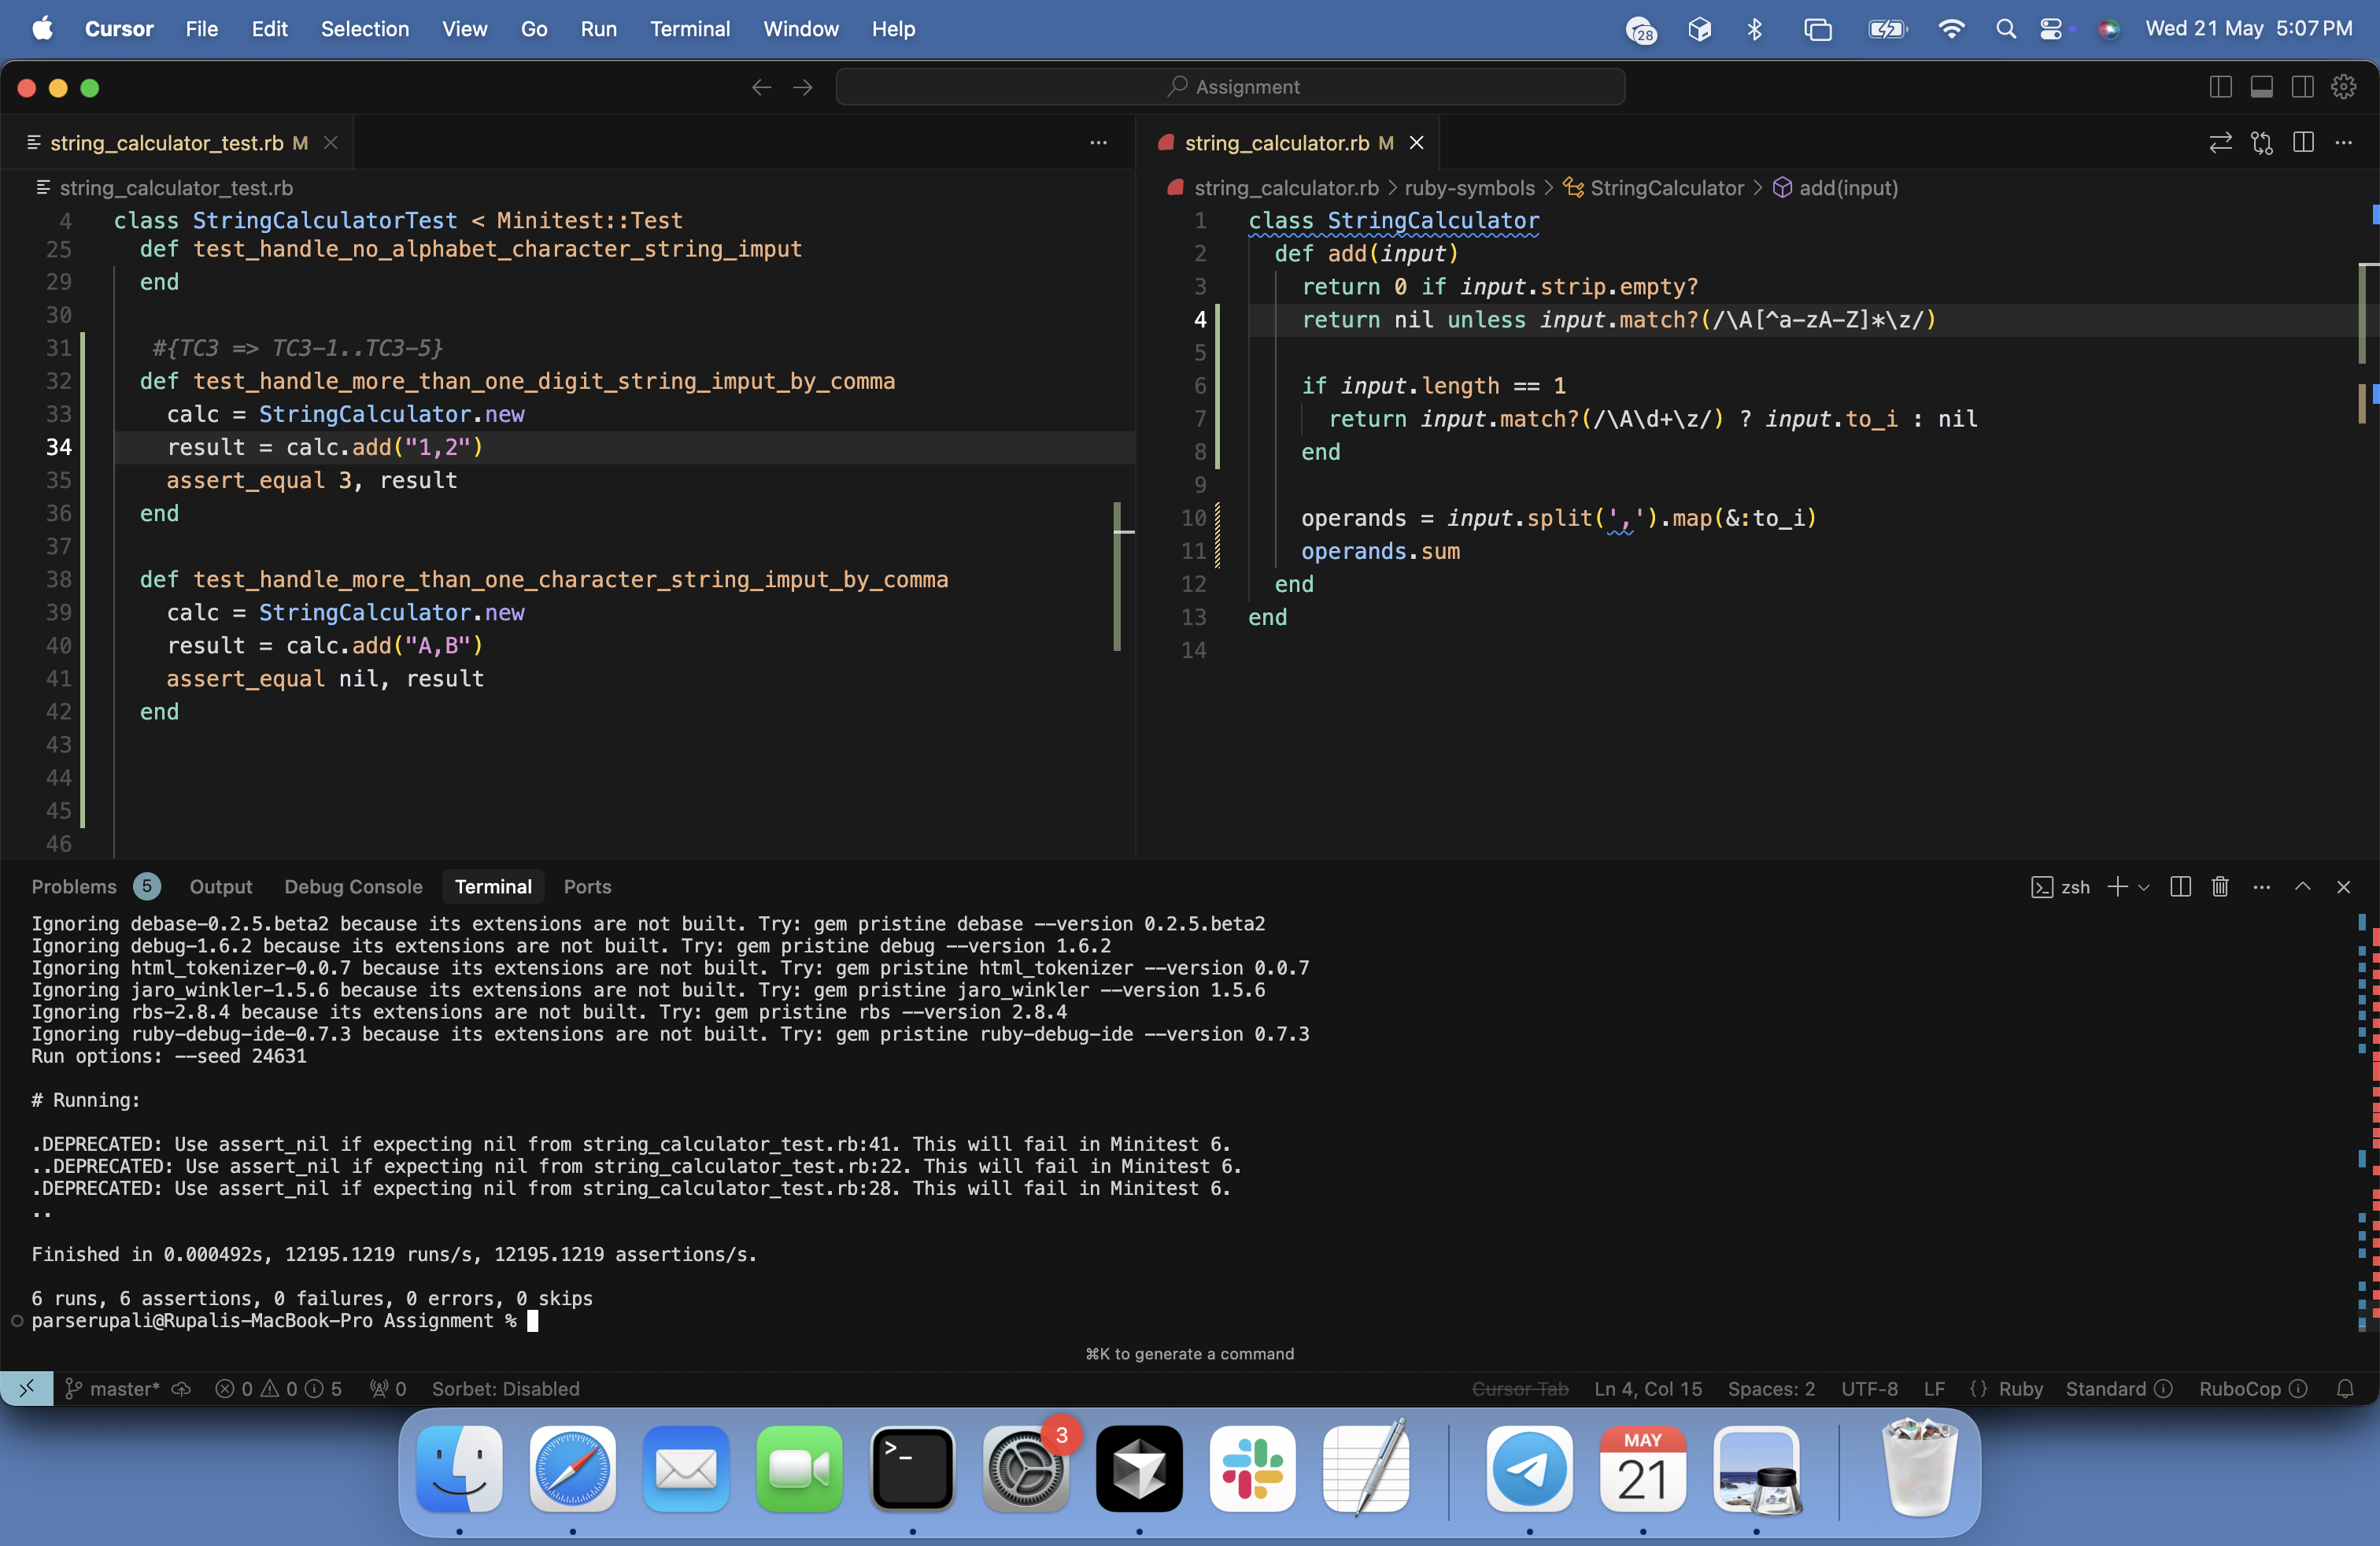 Cursor File Edit Selection View Go Run Terminal Window Help 28 Wed 21 May 5:07 PM
Assignment
string_calculator_test.rb M
string_calculator_test.rb
4 class StringCalculatorTest < Minitest::Test
25 def test_handle_no_alphabet_character_string_imput
29 end
30
31 #{TC3 => TC3-1..TC3-5}
32 def test_handle_more_than_one_digit_string_imput_by_comma
33 calc = StringCalculator.new
34 result = calc.add("1,2")
35 assert_equal 3, result
36 end
37
38 def test_handle_more_than_one_character_string_imput_by_comma
39 calc = StringCalculator.new
40 result = calc.add("A,B")
41 assert_equal nil, result
42 end
43
44
45
46
string_calculator.rb M
string_calculator.rb > ruby-symbols > StringCalculator > add(input)
1 class StringCalculator
2 def add(input)
3 return 0 if input.strip.empty?
4 return nil unless input.match?(/\A[^a-zA-Z]*\z/)
5
6 if input.length == 1
7 return input.match?(/\A\d+\z/) ? input.to_i : nil
8 end
9
10 operands = input.split(',').map(&:to_i)
11 operands.sum
12 end
13 end
14
Problems 5 Output Debug Console Terminal Ports zsh
Ignoring debase-0.2.5.beta2 because its extensions are not built. Try: gem pristine debase --version 0.2.5.beta2
Ignoring debug-1.6.2 because its extensions are not built. Try: gem pristine debug --version 1.6.2
Ignoring html_tokenizer-0.0.7 because its extensions are not built. Try: gem pristine html_tokenizer --version 0.0.7
Ignoring jaro_winkler-1.5.6 because its extensions are not built. Try: gem pristine jaro_winkler --version 1.5.6
Ignoring rbs-2.8.4 because its extensions are not built. Try: gem pristine rbs --version 2.8.4
Ignoring ruby-debug-ide-0.7.3 because its extensions are not built. Try: gem pristine ruby-debug-ide --version 0.7.3
Run options: --seed 24631
# Running:
.DEPRECATED: Use assert_nil if expecting nil from string_calculator_test.rb:41. This will fail in Minitest 6.
..DEPRECATED: Use assert_nil if expecting nil from string_calculator_test.rb:22. This will fail in Minitest 6.
.DEPRECATED: Use assert_nil if expecting nil from string_calculator_test.rb:28. This will fail in Minitest 6.
..
Finished in 0.000492s, 12195.1219 runs/s, 12195.1219 assertions/s.
6 runs, 6 assertions, 0 failures, 0 errors, 0 skips
parserupali@Rupalis-MacBook-Pro Assignment %
⌘K to generate a command
master* 0 0 5 0 Sorbet: Disabled Cursor Tab Ln 4, Col 15 Spaces: 2 UTF-8 LF {} Ruby Standard RuboCop
3
MAY
21